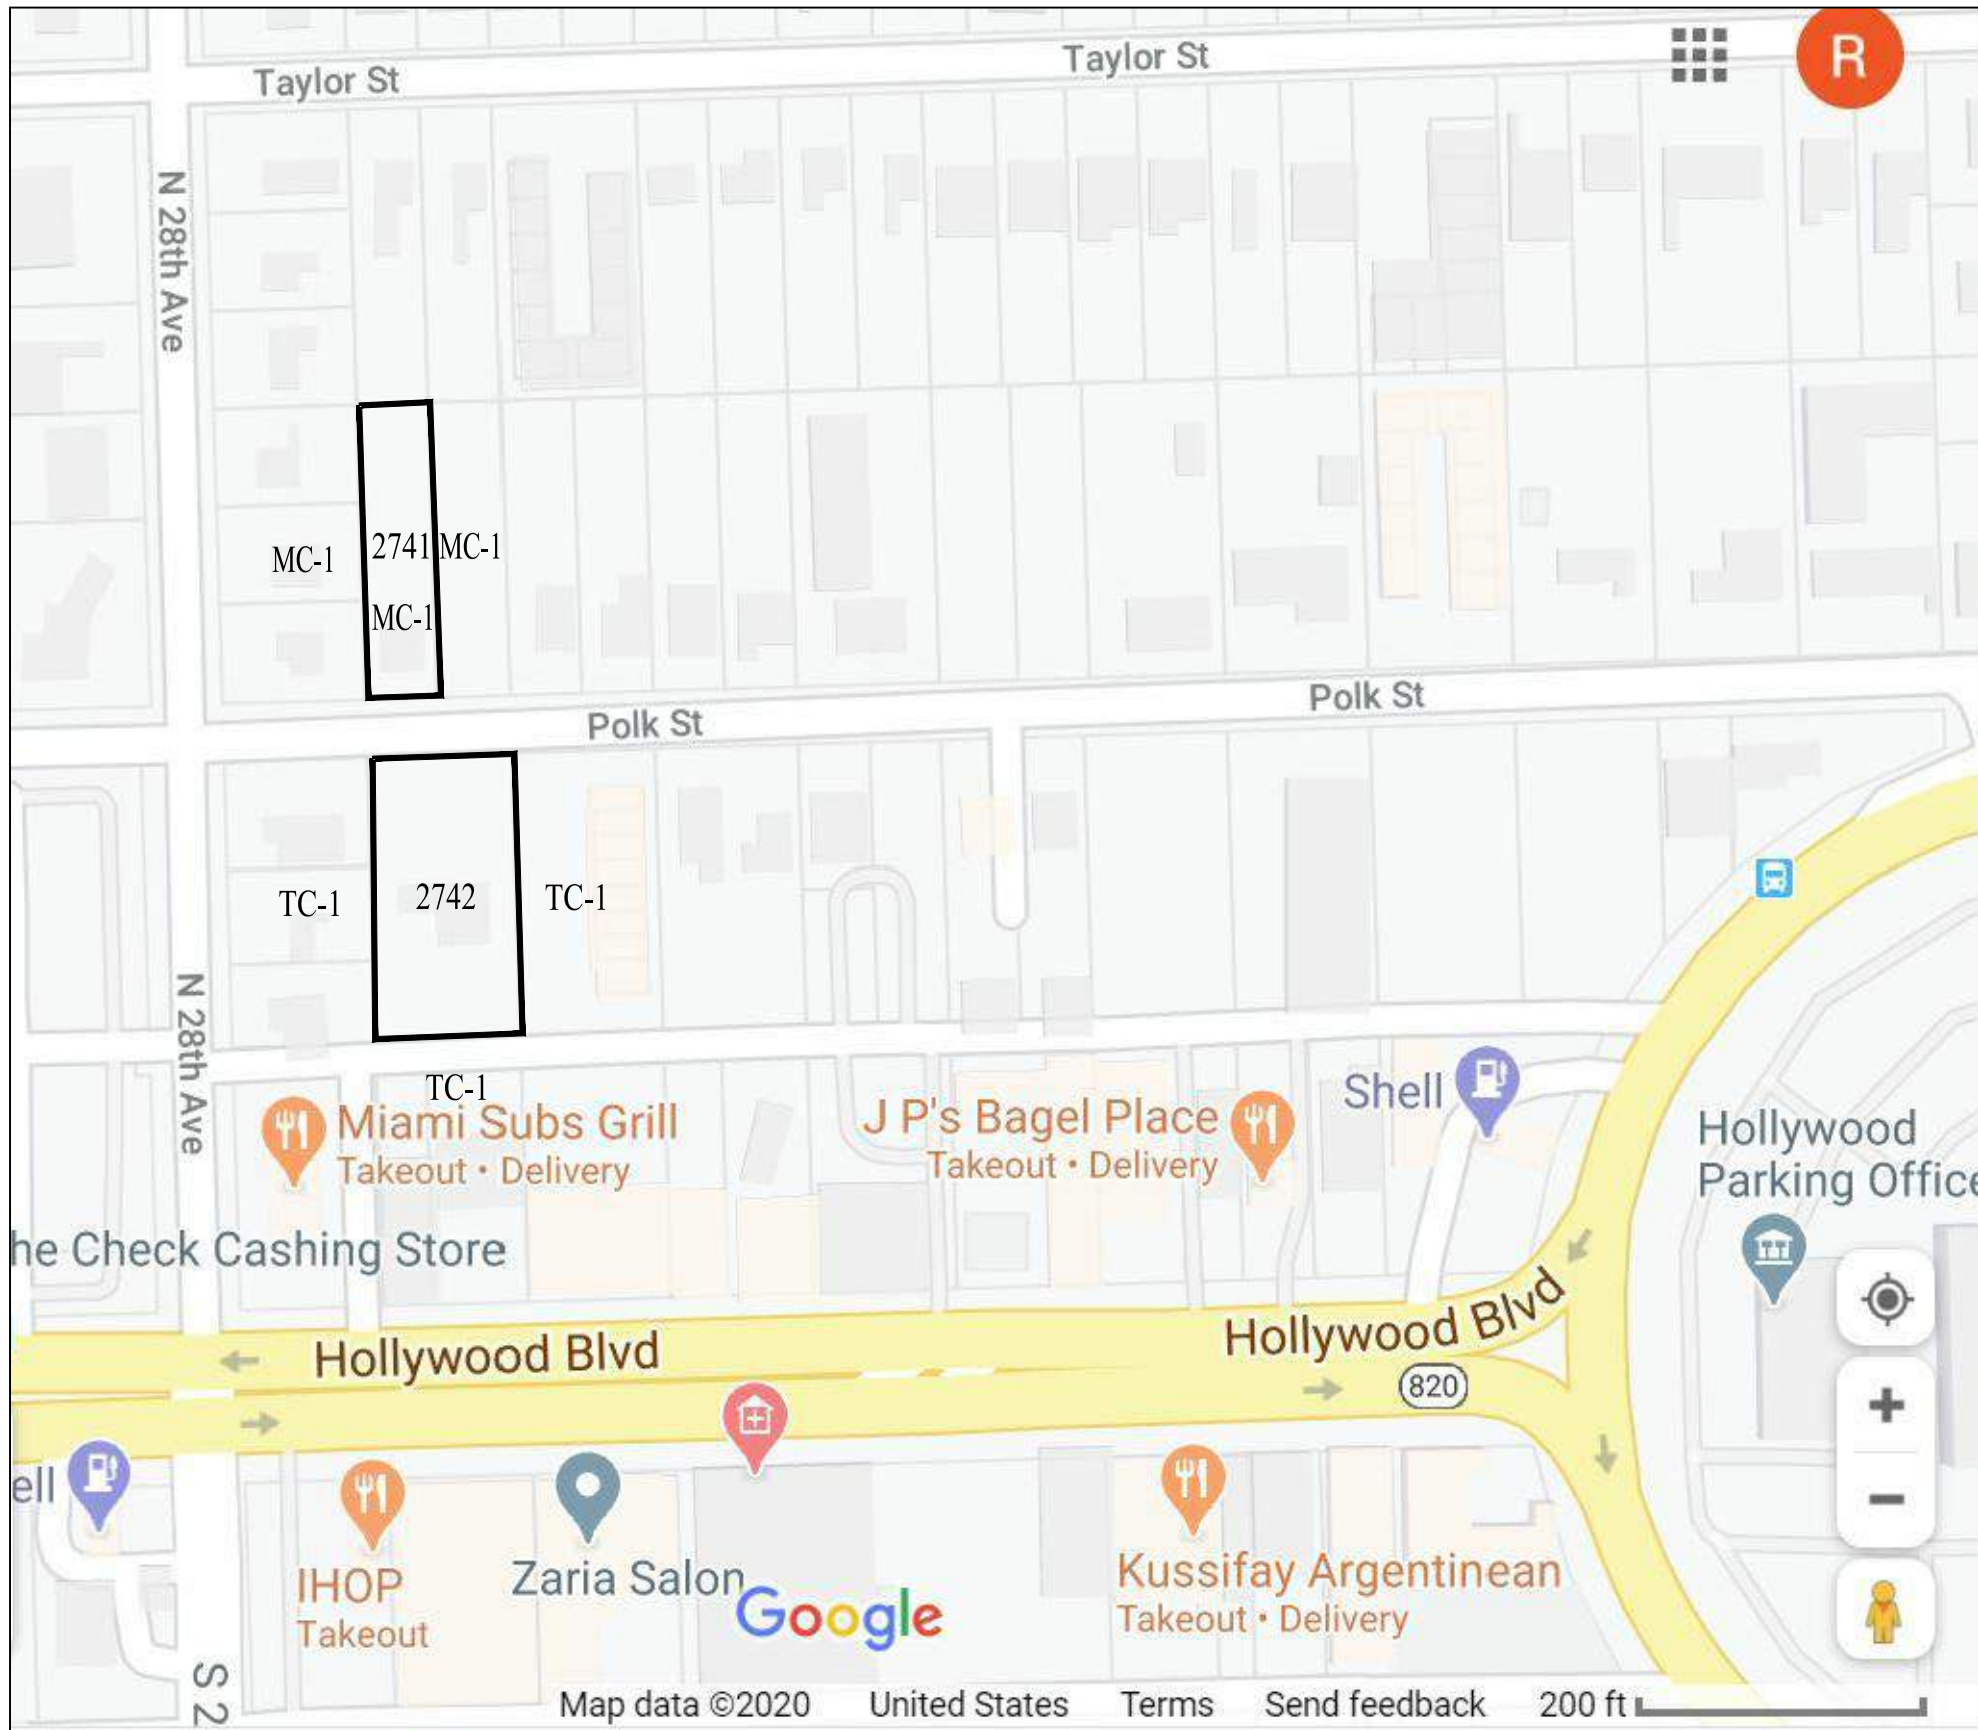 Taylor St
Taylor St
R
N 28th Ave
MC-1
2741
MC-1
MC-1
Polk St
Polk St
TC-1
2742
TC-1
N 28th Ave
TC-1
Miami Subs Grill
Takeout • Delivery
J P's Bagel Place
Takeout • Delivery
Shell
Hollywood
Parking Office
he Check Cashing Store
Hollywood Blvd
Hollywood Blvd
820
ell
IHOP
Takeout
Zaria Salon
Kussifay Argentinean
Takeout • Delivery
Google
S 2
Map data ©2020 United States Terms Send feedback 200 ft